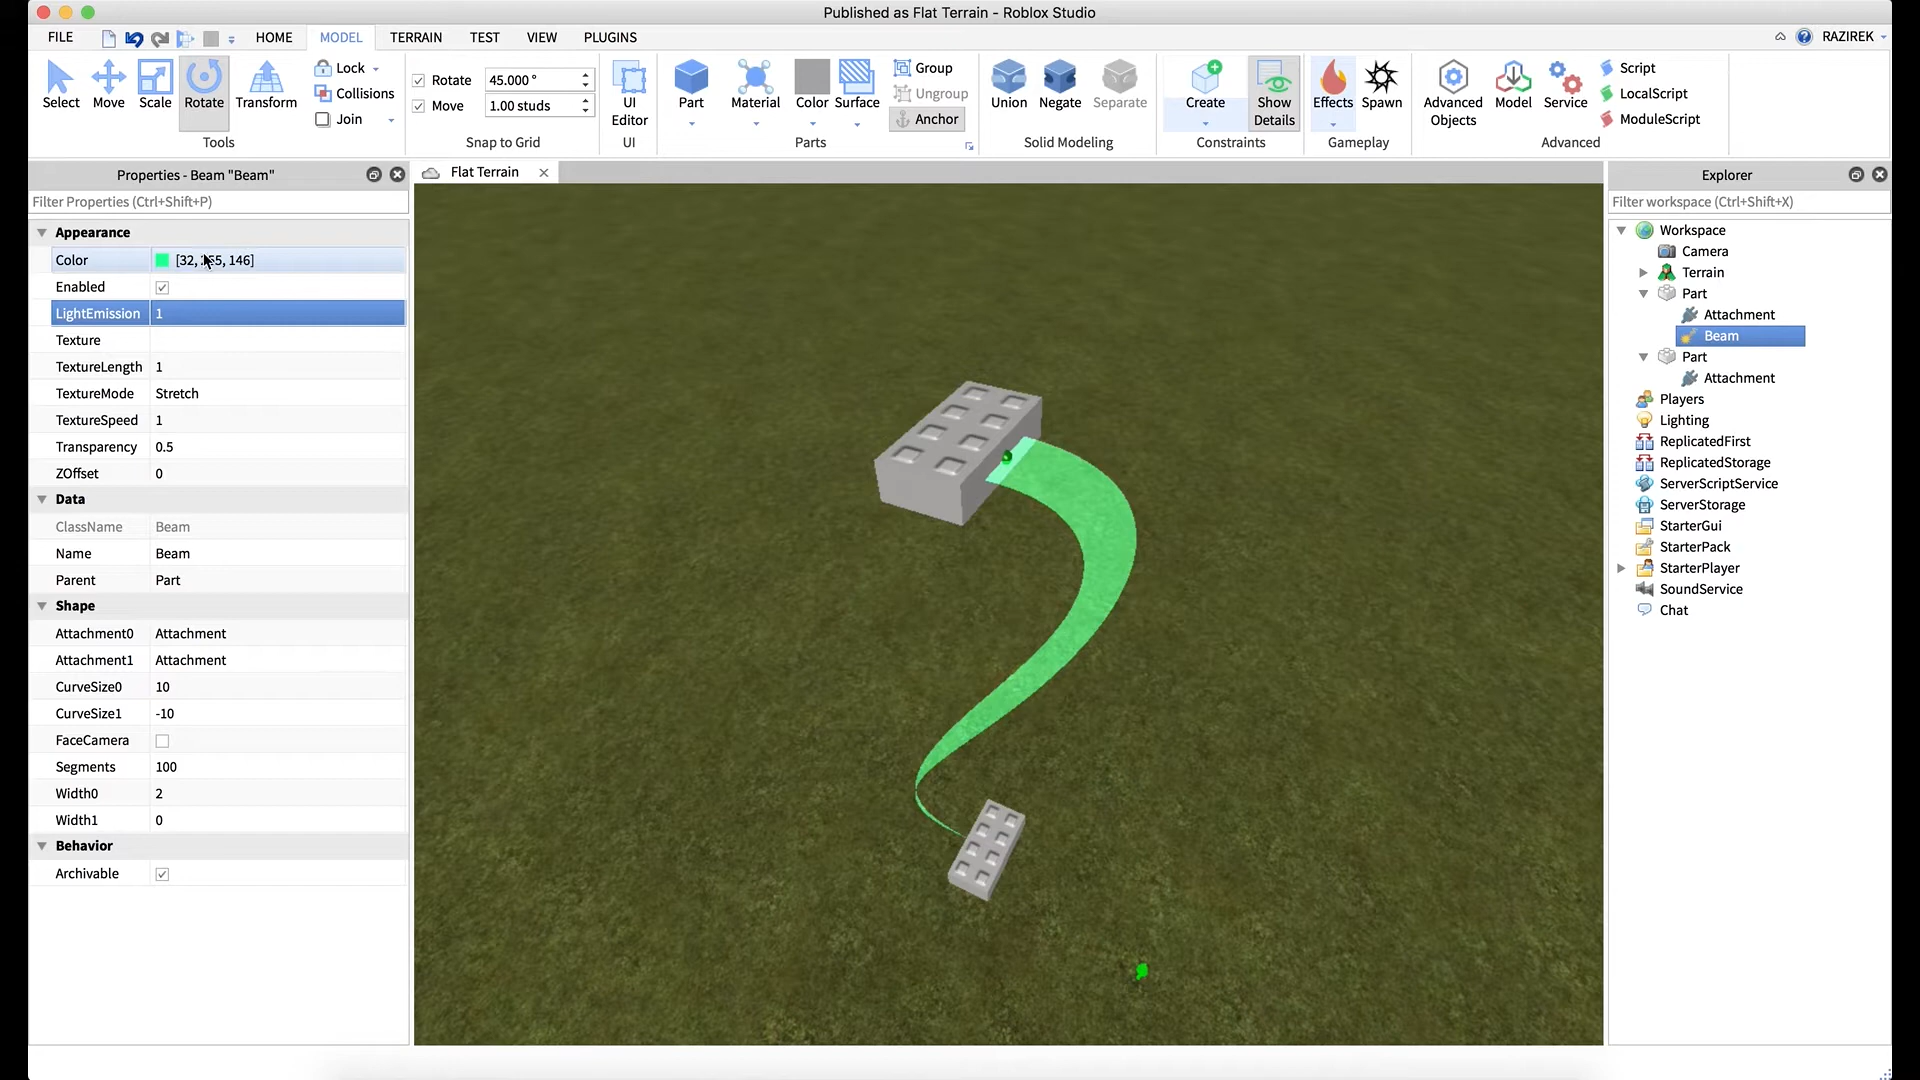 Published as Flat Terrain - Roblox Studio
FILE HOME MODEL TERRAIN TEST VIEW PLUGINS RAZIREK
Select Move Scale Rotate Transform
Lock
Collisions
Join
Tools
Rotate 45.000 °
Move 1.00 studs
Snap to Grid
UI Editor
UI
Part Material Color Surface
Group
Ungroup
Anchor
Parts
Union Negate Separate
Solid Modeling
Create Show Details
Constraints
Effects Spawn
Gameplay
Advanced Objects Model Service
Script
LocalScript
ModuleScript
Advanced
Properties - Beam "Beam"
Filter Properties (Ctrl+Shift+P)
Appearance
Color [32, 55, 146]
Enabled
LightEmission 1
Texture
TextureLength 1
TextureMode Stretch
TextureSpeed 1
Transparency 0.5
ZOffset 0
Data
ClassName Beam
Name Beam
Parent Part
Shape
Attachment0 Attachment
Attachment1 Attachment
CurveSize0 10
CurveSize1 -10
FaceCamera
Segments 100
Width0 2
Width1 0
Behavior
Archivable
Flat Terrain
Explorer
Filter workspace (Ctrl+Shift+X)
Workspace
Camera
Terrain
Part
Attachment
Beam
Part
Attachment
Players
Lighting
ReplicatedFirst
ReplicatedStorage
ServerScriptService
ServerStorage
StarterGui
StarterPack
StarterPlayer
SoundService
Chat